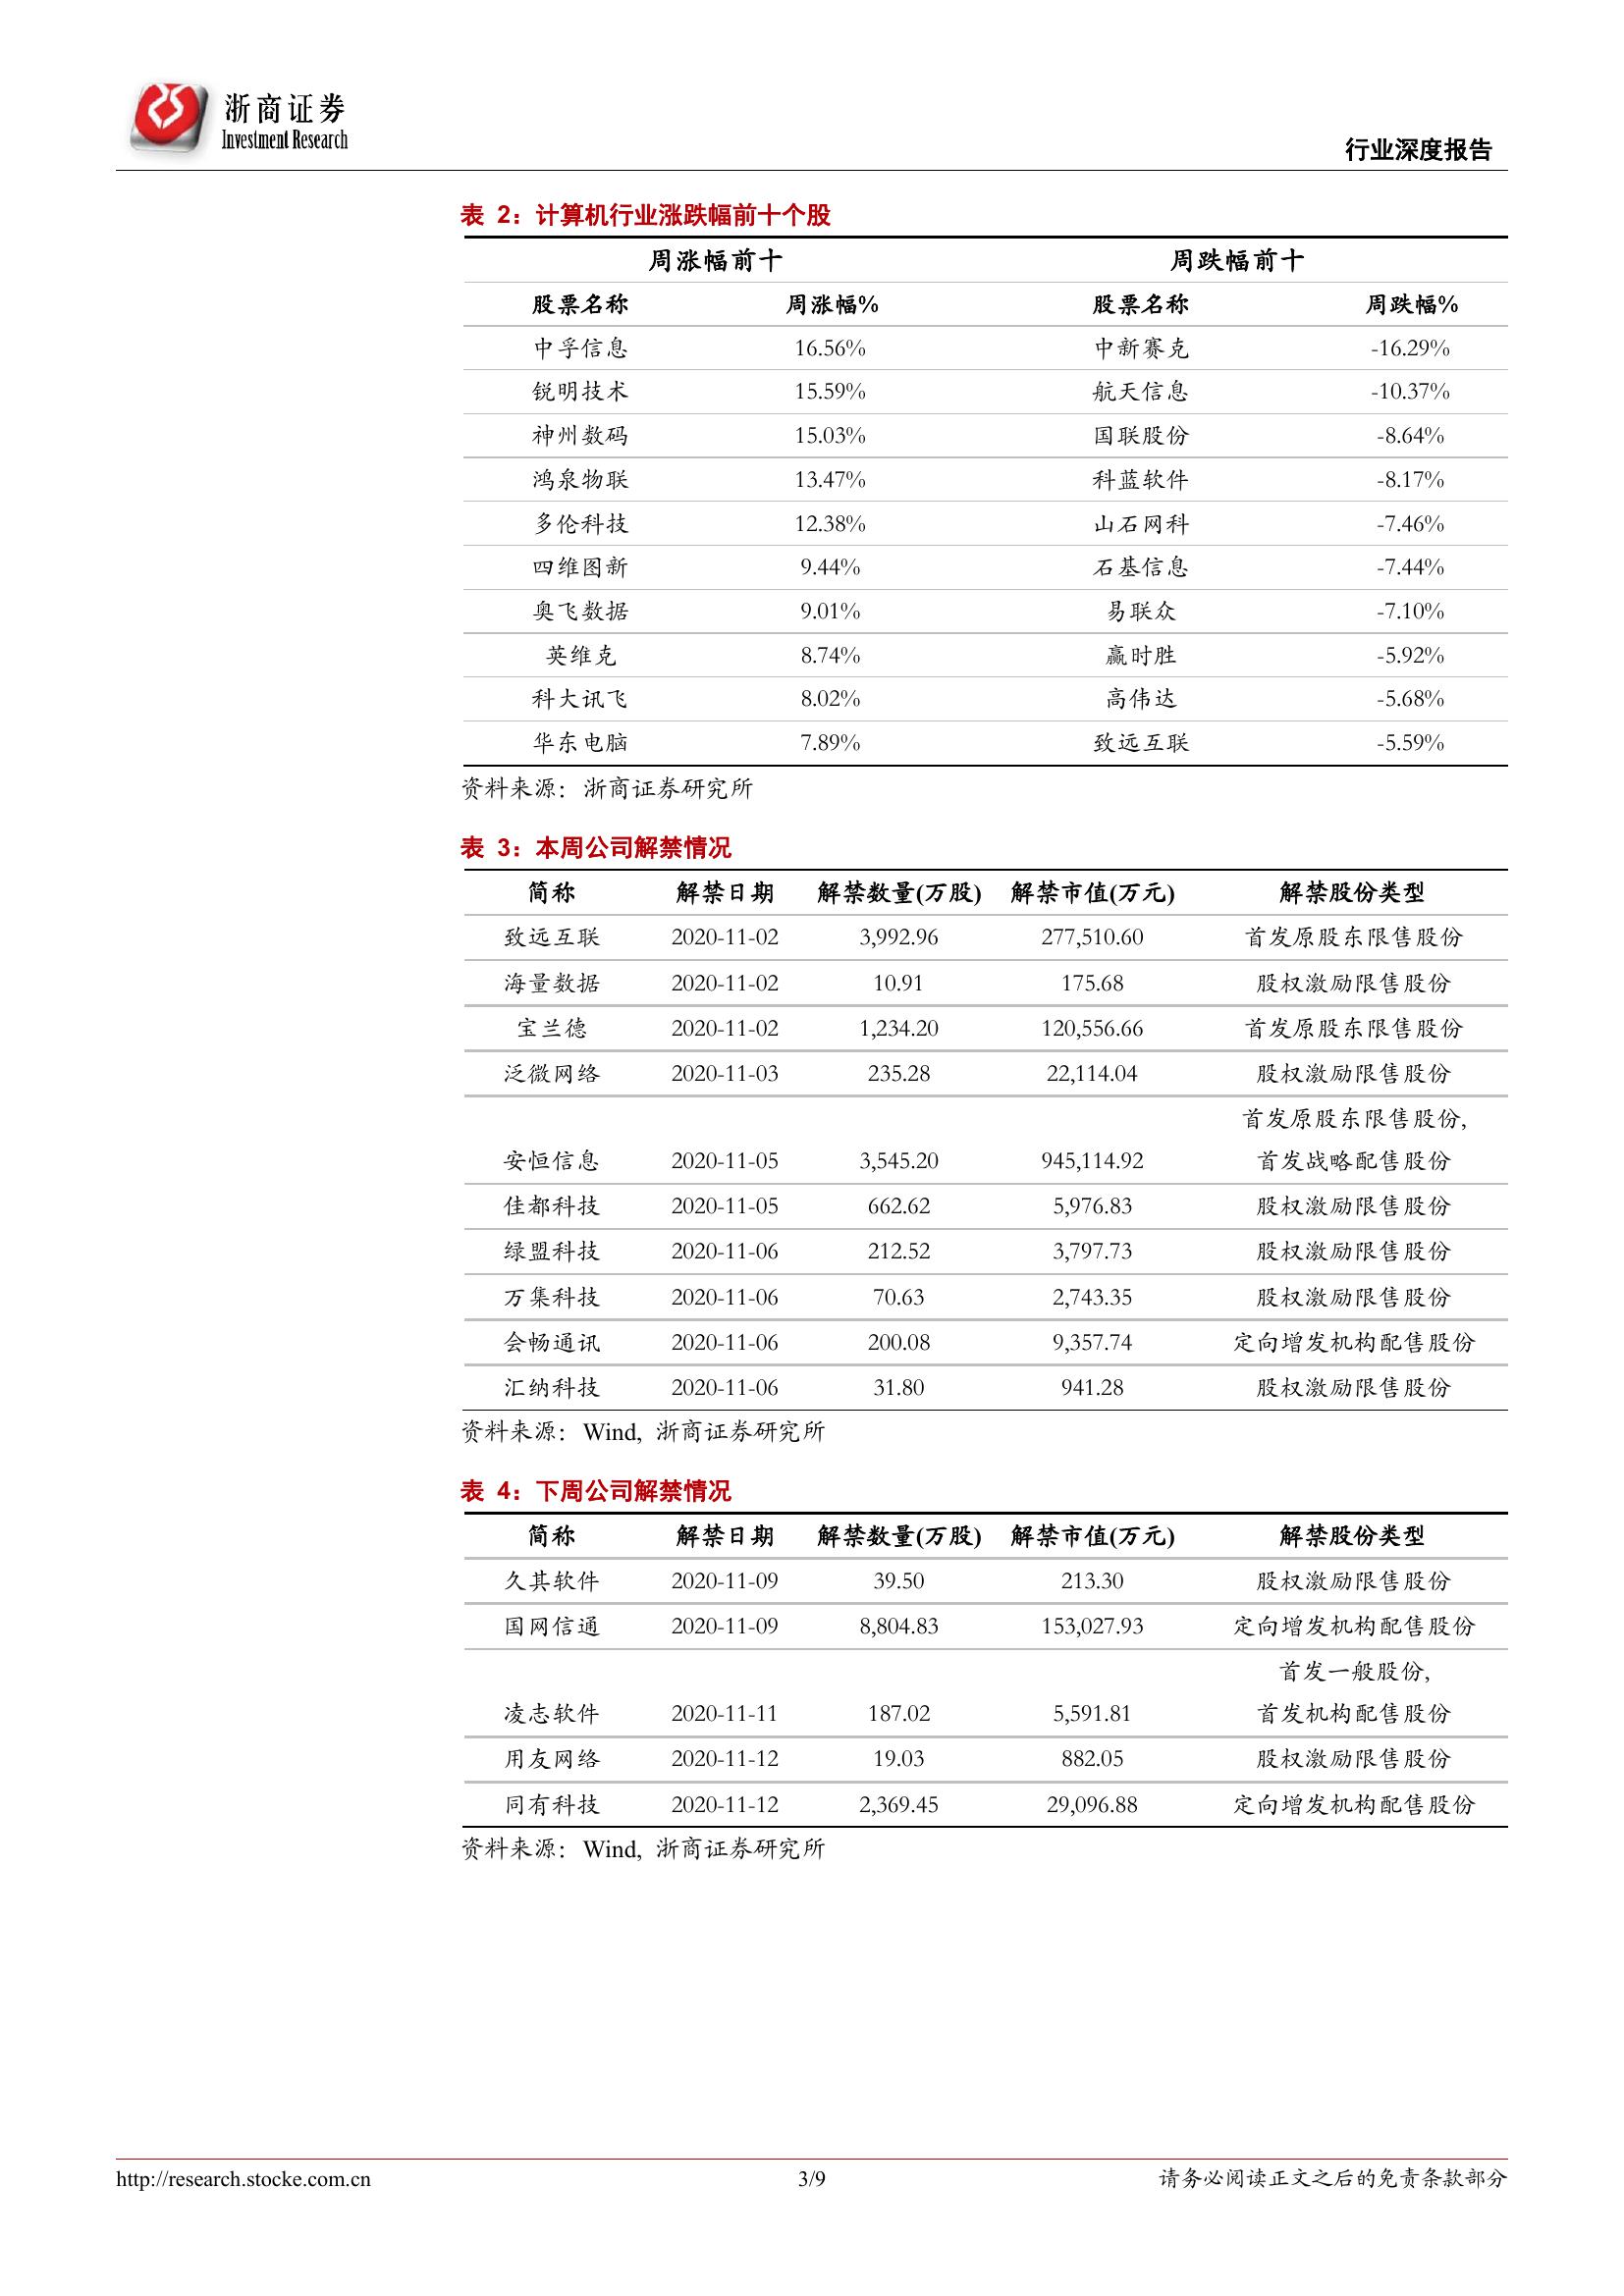 浙商证券
Investment Research
行业深度报告
表 2：计算机行业涨跌幅前十个股
周涨幅前十 周跌幅前十
股票名称 周涨幅% 股票名称 周跌幅%
中孚信息 16.56% 中新赛克 -16.29%
锐明技术 15.59% 航天信息 -10.37%
神州数码 15.03% 国联股份 -8.64%
鸿泉物联 13.47% 科蓝软件 -8.17%
多伦科技 12.38% 山石网科 -7.46%
四维图新 9.44% 石基信息 -7.44%
奥飞数据 9.01% 易联众 -7.10%
英维克 8.74% 赢时胜 -5.92%
科大讯飞 8.02% 高伟达 -5.68%
华东电脑 7.89% 致远互联 -5.59%
资料来源：浙商证券研究所
表 3：本周公司解禁情况
简称 解禁日期 解禁数量(万股) 解禁市值(万元) 解禁股份类型
致远互联 2020-11-02 3,992.96 277,510.60 首发原股东限售股份
海量数据 2020-11-02 10.91 175.68 股权激励限售股份
宝兰德 2020-11-02 1,234.20 120,556.66 首发原股东限售股份
泛微网络 2020-11-03 235.28 22,114.04 股权激励限售股份
首发原股东限售股份,
安恒信息 2020-11-05 3,545.20 945,114.92 首发战略配售股份
佳都科技 2020-11-05 662.62 5,976.83 股权激励限售股份
绿盟科技 2020-11-06 212.52 3,797.73 股权激励限售股份
万集科技 2020-11-06 70.63 2,743.35 股权激励限售股份
会畅通讯 2020-11-06 200.08 9,357.74 定向增发机构配售股份
汇纳科技 2020-11-06 31.80 941.28 股权激励限售股份
资料来源：Wind, 浙商证券研究所
表 4：下周公司解禁情况
简称 解禁日期 解禁数量(万股) 解禁市值(万元) 解禁股份类型
久其软件 2020-11-09 39.50 213.30 股权激励限售股份
国网信通 2020-11-09 8,804.83 153,027.93 定向增发机构配售股份
首发一般股份,
凌志软件 2020-11-11 187.02 5,591.81 首发机构配售股份
用友网络 2020-11-12 19.03 882.05 股权激励限售股份
同有科技 2020-11-12 2,369.45 29,096.88 定向增发机构配售股份
资料来源：Wind, 浙商证券研究所
http://research.stocke.com.cn 3/9 请务必阅读正文之后的免责条款部分